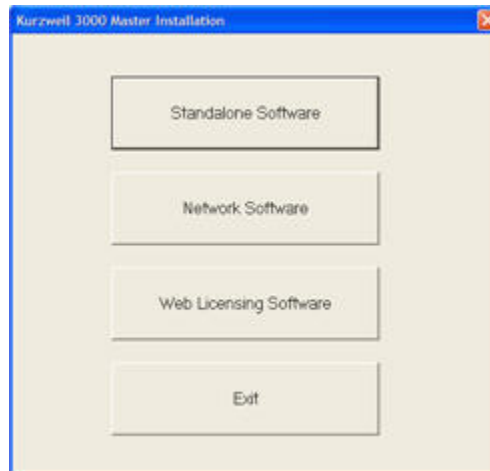 Kurzweil 3000 Master Installation
Standalone Software
Network Software
Web Licensing Software
Exit